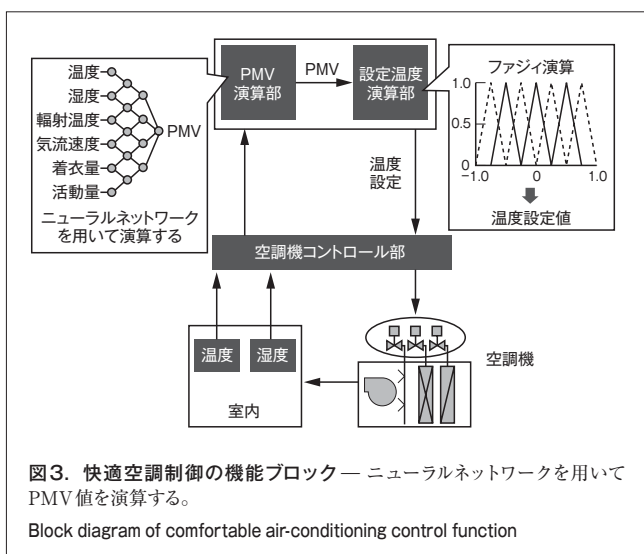 温度
湿度
輻射温度
気流速度
着衣量
活動量
PMV
ニューラルネットワーク
を用いて演算する
PMV
演算部
PMV
設定温度
演算部
ファジィ演算
1.0
1.0
0.5
0
−1.0
0
1.0
温度設定値
温度
設定
空調機コントロール部
温度
湿度
室内
空調機
図3. 快適空調制御の機能ブロック — ニューラルネットワークを用いて
PMV値を演算する。
Block diagram of comfortable air-conditioning control function